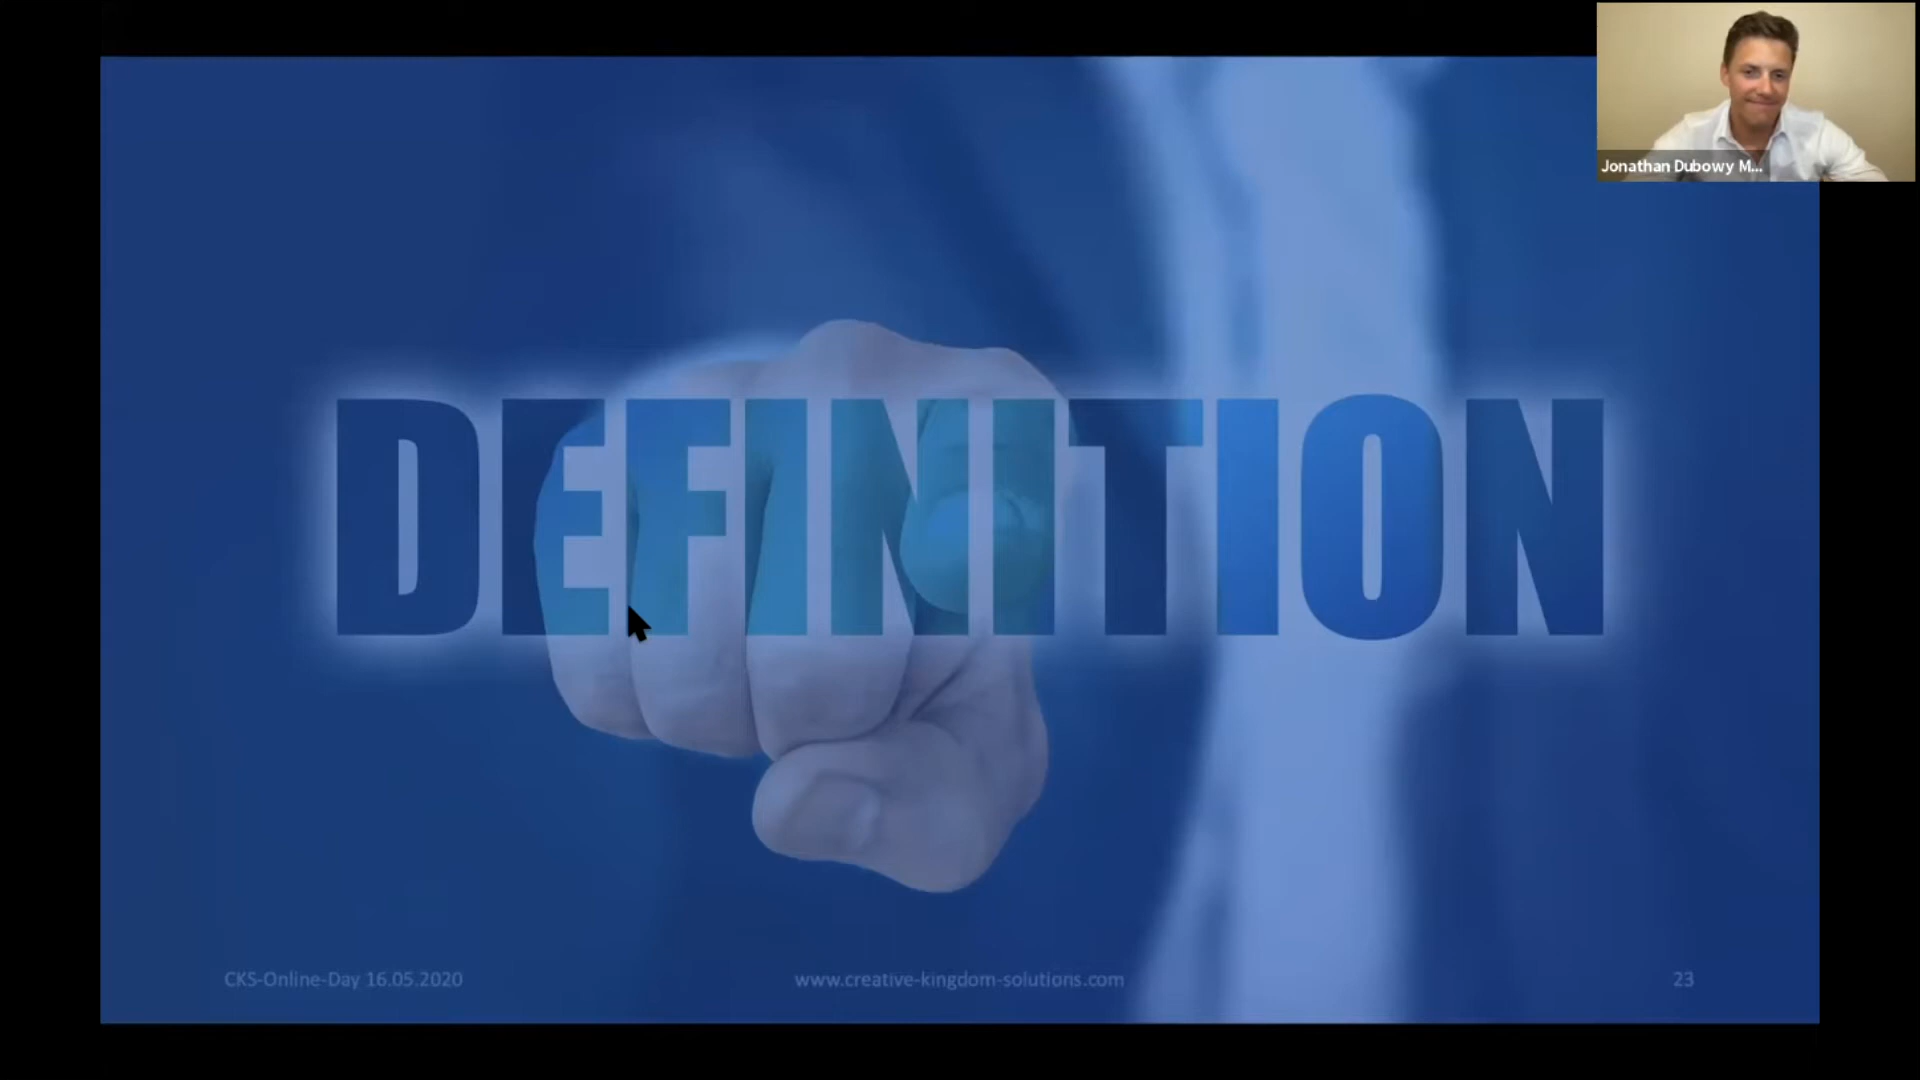 Jonathan Dubowy M...
DEFINITION
CKS-Online-Day 16.05.2020
www.creative-kingdom-solutions.com
23